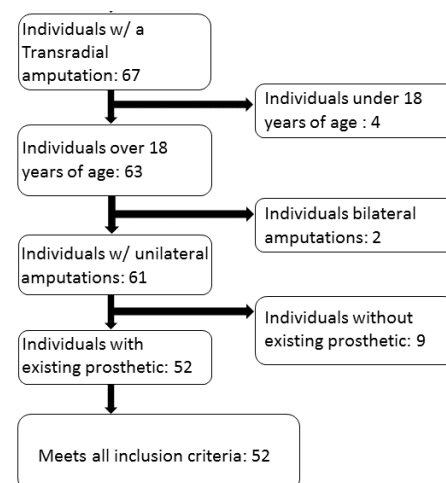 Individuals w/ a
Transradial
amputation: 67
Individuals under 18
years of age : 4
Individuals over 18
years of age: 63
Individuals bilateral
amputations: 2
Individuals w/ unilateral
amputations: 61
Individuals without
existing prosthetic: 9
Individuals with
existing prosthetic: 52
Meets all inclusion criteria: 52